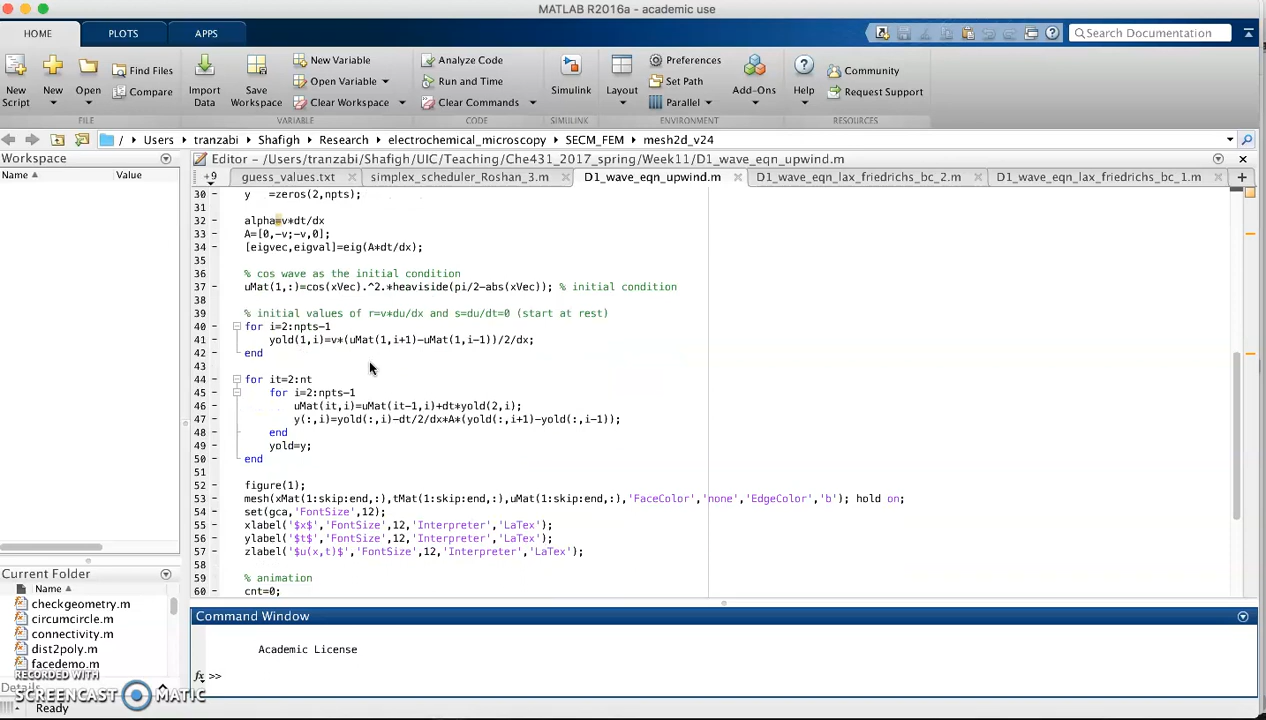 MATLAB R2016a - academic use
HOME PLOTS APPS Search Documentation
New Script New Open Find Files Compare Import Data Save Workspace New Variable Open Variable Clear Workspace Analyze Code Run and Time Clear Commands Simulink Layout Preferences Set Path Parallel Add-Ons Help Community Request Support
FILE VARIABLE CODE SIMULINK ENVIRONMENT RESOURCES
/ Users tranzabi Shafigh Research electrochemical_microscopy SECM_FEM mesh2d_v24
Workspace
Name Value
Editor - /Users/tranzabi/Shafigh/UIC/Teaching/Che431_2017_spring/Week11/D1_wave_eqn_upwind.m
+9 guess_values.txt simplex_scheduler_Roshan_3.m D1_wave_eqn_upwind.m D1_wave_eqn_lax_friedrichs_bc_2.m D1_wave_eqn_lax_friedrichs_bc_1.m
30 y =zeros(2,npts);
31
32 alpha=v*dt/dx
33 A=[0,-v;-v,0];
34 [eigvec,eigval]=eig(A*dt/dx);
35
36 % cos wave as the initial condition
37 uMat(1,:)=cos(xVec).^2.*heaviside(pi/2-abs(xVec)); % initial condition
38
39 % initial values of r=v*du/dx and s=du/dt=0 (start at rest)
40 for i=2:npts-1
41 yold(1,i)=v*(uMat(1,i+1)-uMat(1,i-1))/2/dx;
42 end
43
44 for it=2:nt
45 for i=2:npts-1
46 uMat(it,i)=uMat(it-1,i)+dt*yold(2,i);
47 y(:,i)=yold(:,i)-dt/2/dx*A*(yold(:,i+1)-yold(:,i-1));
48 end
49 yold=y;
50 end
51
52 figure(1);
53 mesh(xMat(1:skip:end,:),tMat(1:skip:end,:),uMat(1:skip:end,:),'FaceColor','none','EdgeColor','b'); hold on;
54 set(gca,'FontSize',12);
55 xlabel('$x$','FontSize',12,'Interpreter','LaTex');
56 ylabel('$t$','FontSize',12,'Interpreter','LaTex');
57 zlabel('$u(x,t)$','FontSize',12,'Interpreter','LaTex');
58
59 % animation
60 cnt=0;
Current Folder
Name
checkgeometry.m
circumcircle.m
connectivity.m
dist2poly.m
facedemo.m
Details
Command Window
Academic License
fx >>
RECORDED WITH
SCREENCAST MATIC
Ready